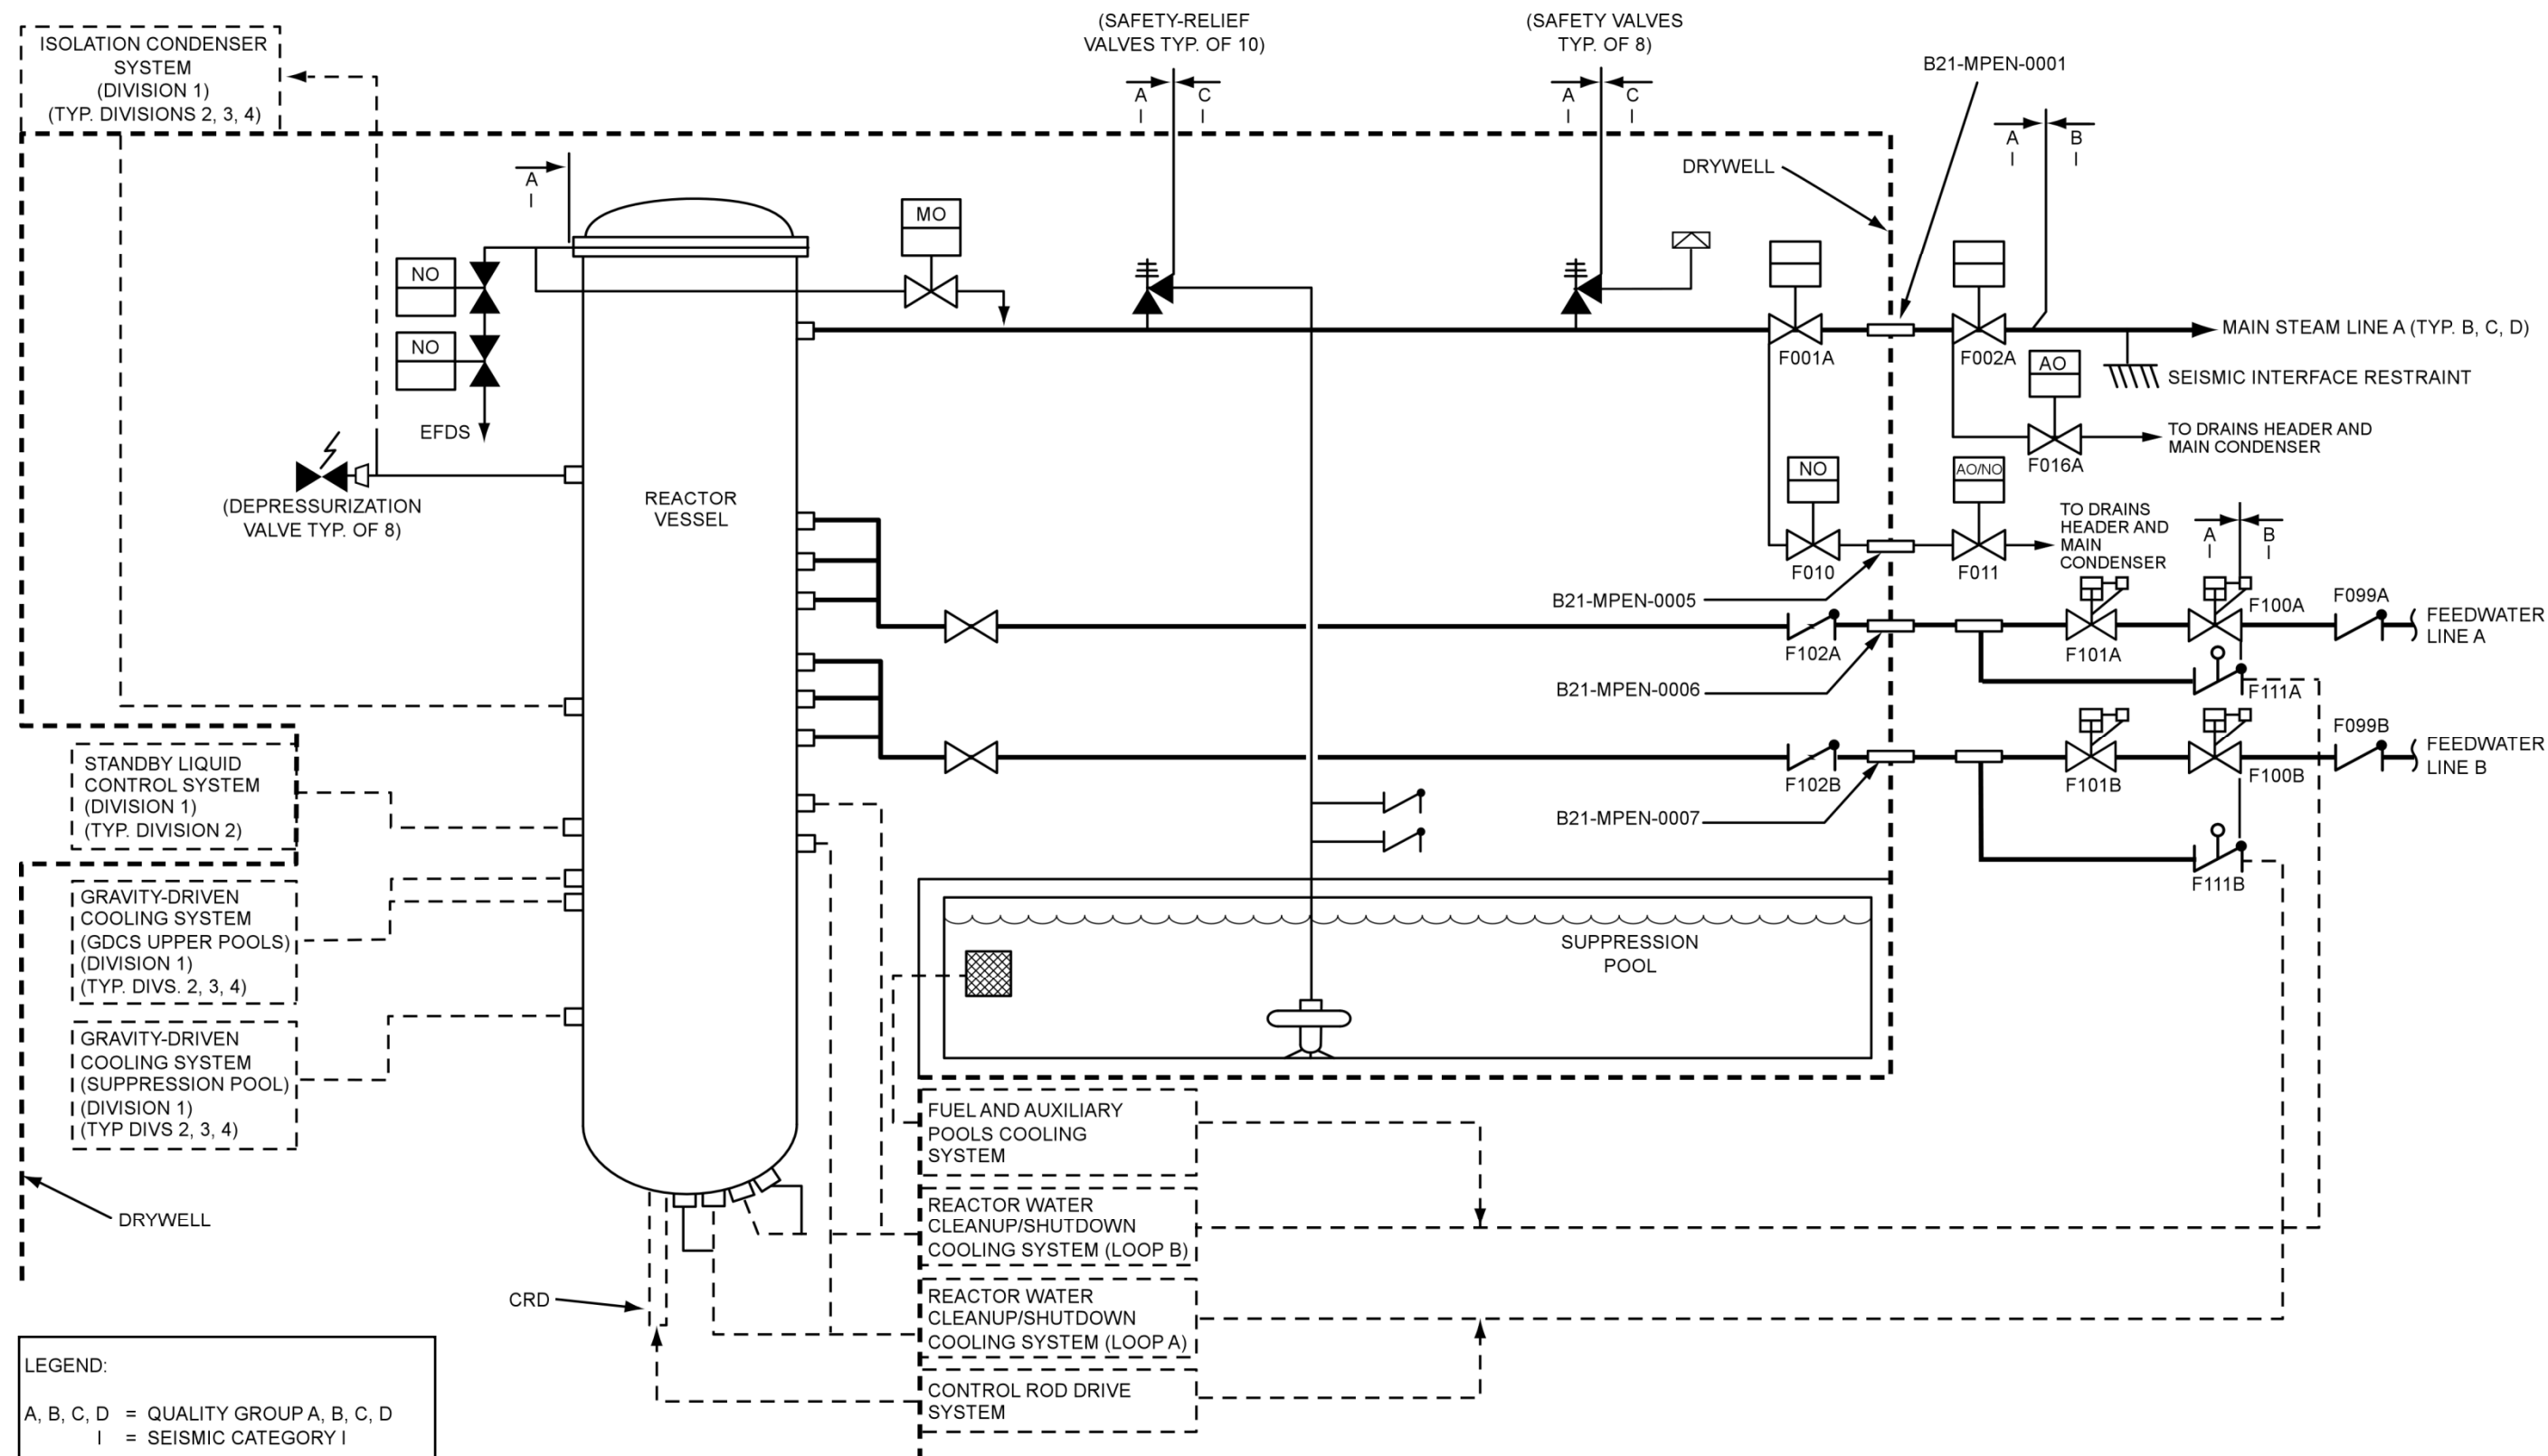 ISOLATION CONDENSER
SYSTEM
(DIVISION 1)
(TYP. DIVISIONS 2, 3, 4)
(SAFETY-RELIEF
VALVES TYP. OF 10)
A
I
C
I
(SAFETY VALVES
TYP. OF 8)
A
I
C
I
B21-MPEN-0001
A
I
B
I
DRYWELL
A
I
MO
NO
NO
EFDS
(DEPRESSURIZATION
VALVE TYP. OF 8)
REACTOR
VESSEL
F001A
F002A
MAIN STEAM LINE A (TYP. B, C, D)
SEISMIC INTERFACE RESTRAINT
AO
F016A
TO DRAINS HEADER AND
MAIN CONDENSER
NO
F010
AO/NO
F011
TO DRAINS
HEADER AND
MAIN
CONDENSER
A
I
B
I
B21-MPEN-0005
F102A
F101A
F100A
F099A
FEEDWATER
LINE A
B21-MPEN-0006
F111A
F102B
F101B
F100B
F099B
FEEDWATER
LINE B
B21-MPEN-0007
F111B
STANDBY LIQUID
CONTROL SYSTEM
(DIVISION 1)
(TYP. DIVISION 2)
GRAVITY-DRIVEN
COOLING SYSTEM
(GDCS UPPER POOLS)
(DIVISION 1)
(TYP. DIVS. 2, 3, 4)
GRAVITY-DRIVEN
COOLING SYSTEM
(SUPPRESSION POOL)
(DIVISION 1)
(TYP DIVS 2, 3, 4)
SUPPRESSION
POOL
DRYWELL
CRD
FUEL AND AUXILIARY
POOLS COOLING
SYSTEM
REACTOR WATER
CLEANUP/SHUTDOWN
COOLING SYSTEM (LOOP B)
REACTOR WATER
CLEANUP/SHUTDOWN
COOLING SYSTEM (LOOP A)
CONTROL ROD DRIVE
SYSTEM
LEGEND:
A, B, C, D = QUALITY GROUP A, B, C, D
I = SEISMIC CATEGORY I